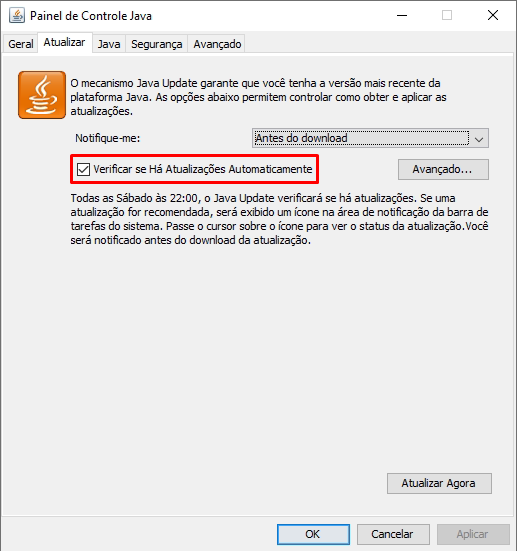 Painel de Controle Java
Geral Atualizar Java Segurança Avançado
O mecanismo Java Update garante que você tenha a versão mais recente da
plataforma Java. As opções abaixo permitem controlar como obter e aplicar as
atualizações.
Notifique-me: Antes do download
Verificar se Há Atualizações Automaticamente Avançado...
Todas as Sábado às 22:00, o Java Update verificará se há atualizações. Se uma
atualização for recomendada, será exibido um ícone na área de notificação da barra de
tarefas do sistema. Passe o cursor sobre o ícone para ver o status da atualização.Você
será notificado antes do download da atualização.
Atualizar Agora
OK Cancelar Aplicar